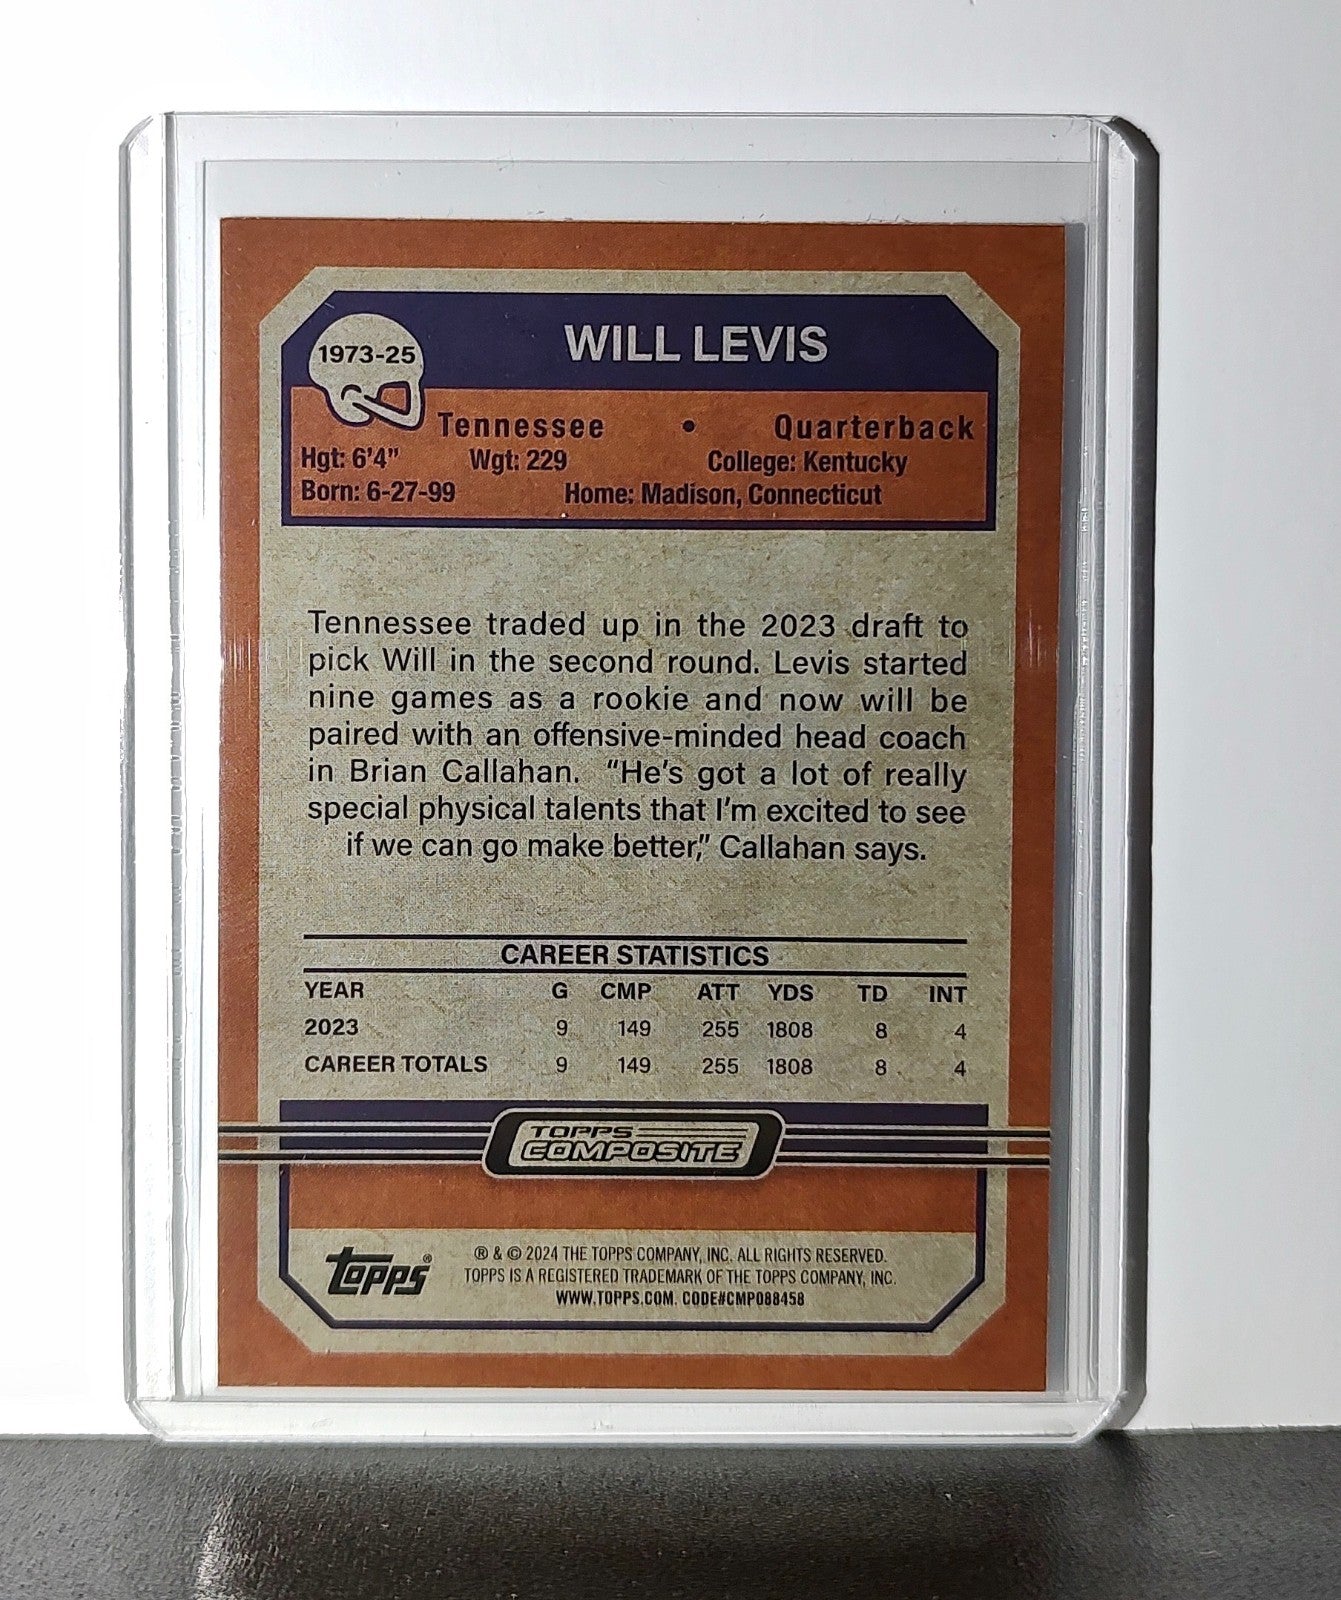 1973-25
WILL LEVIS
Tennessee • Quarterback
Hgt: 6'4" Wgt: 229 College: Kentucky
Born: 6-27-99 Home: Madison, Connecticut
Tennessee traded up in the 2023 draft to
pick Will in the second round. Levis started
nine games as a rookie and now will be
paired with an offensive-minded head coach
in Brian Callahan. “He’s got a lot of really
special physical talents that I’m excited to see
if we can go make better,” Callahan says.
CAREER STATISTICS
YEAR G CMP ATT YDS TD INT
2023 9 149 255 1808 8 4
CAREER TOTALS 9 149 255 1808 8 4
TOPPS
COMPOSITE
topps®
® & © 2024 THE TOPPS COMPANY, INC. ALL RIGHTS RESERVED.
TOPPS IS A REGISTERED TRADEMARK OF THE TOPPS COMPANY, INC.
WWW.TOPPS.COM. CODE#CMP088458